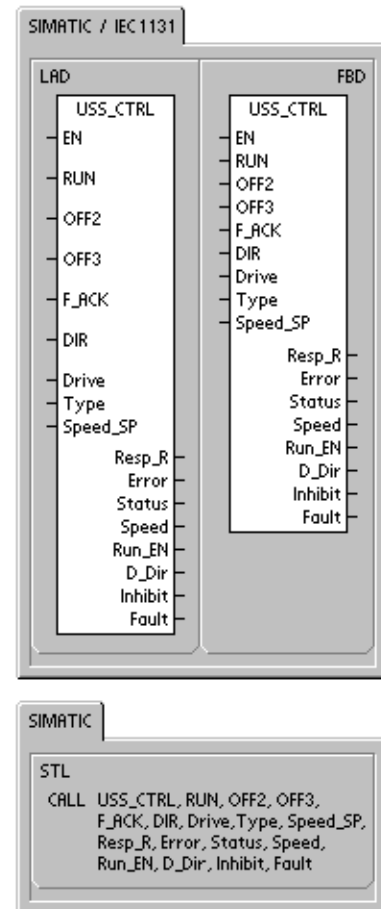 SIMATIC / IEC1131
LAD
USS_CTRL
EN
RUN
OFF2
OFF3
F_ACK
DIR
Drive
Type
Speed_SP
Resp_R
Error
Status
Speed
Run_EN
D_Dir
Inhibit
Fault
FBD
USS_CTRL
EN
RUN
OFF2
OFF3
F_ACK
DIR
Drive
Type
Speed_SP
Resp_R
Error
Status
Speed
Run_EN
D_Dir
Inhibit
Fault
SIMATIC
STL
CALL USS_CTRL, RUN, OFF2, OFF3,
F_ACK, DIR, Drive,Type, Speed_SP,
Resp_R, Error, Status, Speed,
Run_EN, D_Dir, Inhibit, Fault